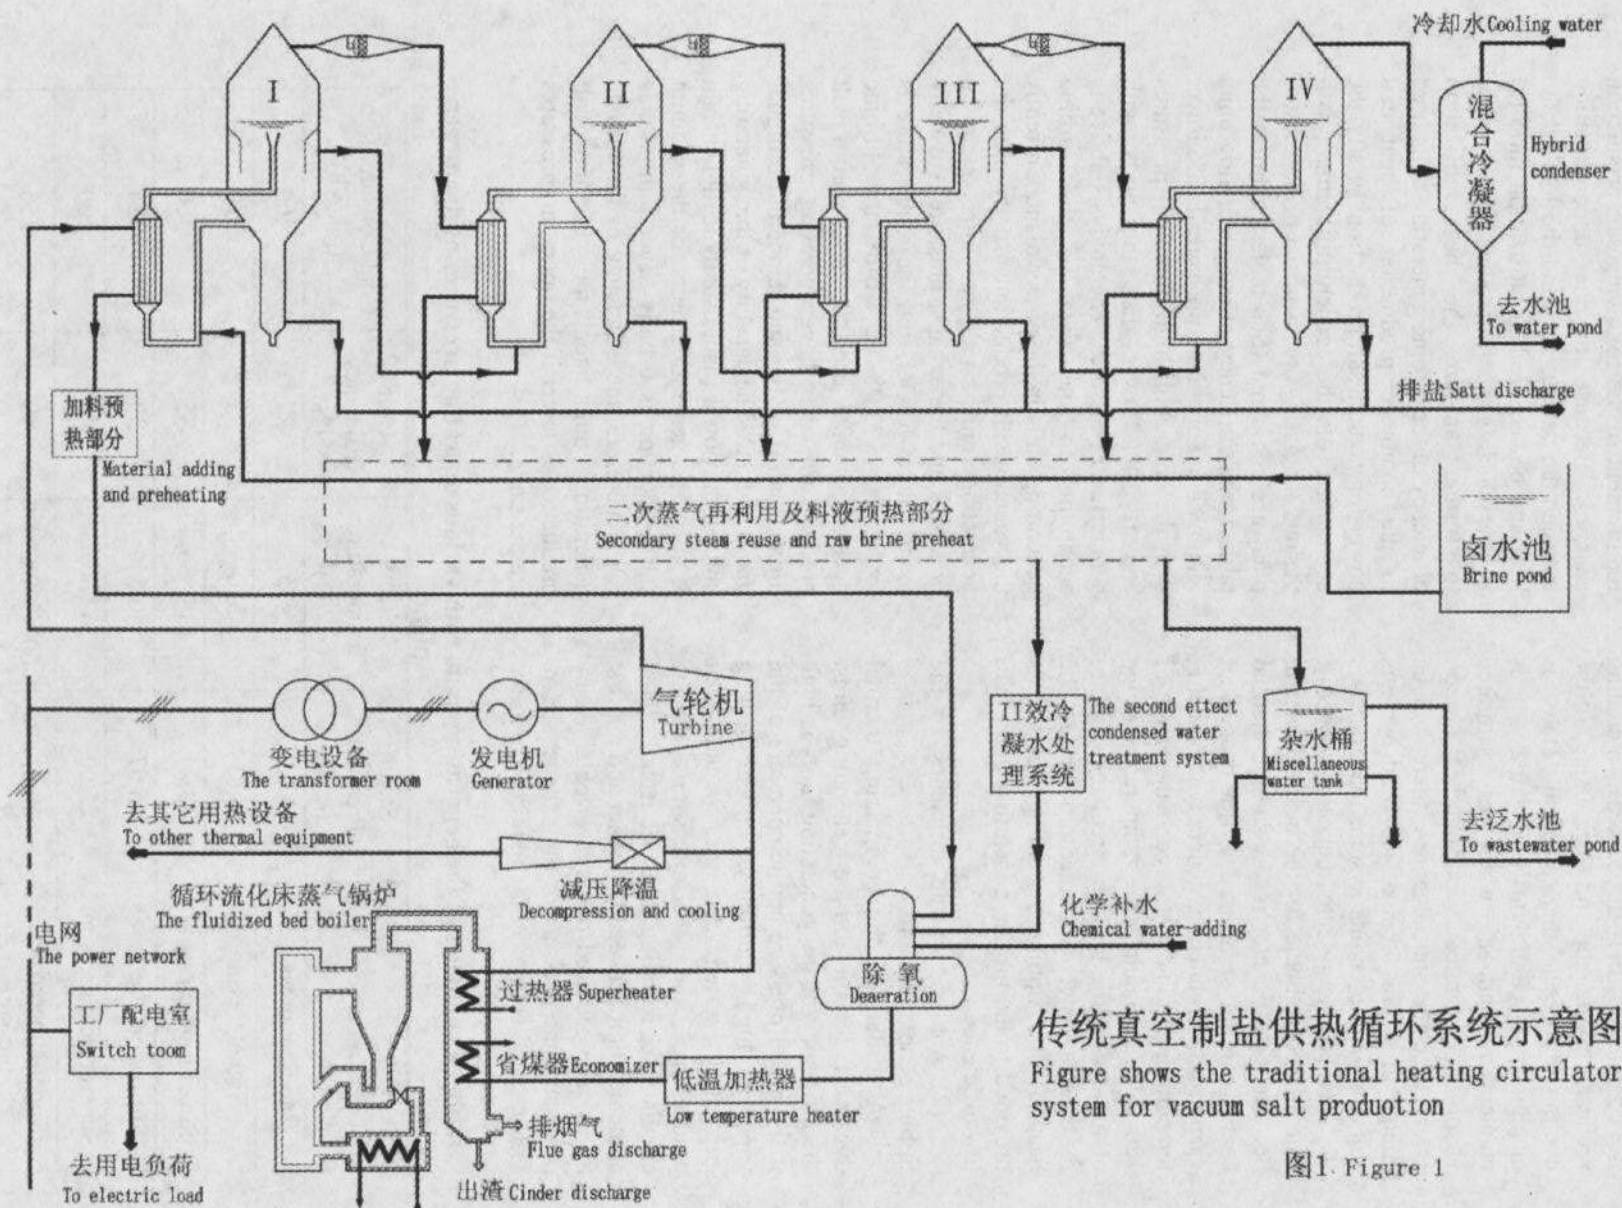 I
II
III
IV
冷却水 Cooling water
混合冷凝器
Hybrid
condenser
去水池
To water pond
排盐 Satt discharge
加料预
热部分
Material adding
and preheating
二次蒸气再利用及料液预热部分
Secondary steam reuse and raw brine preheat
卤水池
Brine pond
气轮机
Turbine
变电设备
The transformer room
发电机
Generator
II效冷
凝水处
理系统
The second ettect
condensed water
treatment system
杂水桶
Miscellaneous
water tank
去泛水池
To wastewater pond
去其它用热设备
To other thermal equipment
减压降温
Decompression and cooling
循环流化床蒸气锅炉
The fluidized bed boiler
化学补水
Chemical water-adding
电网
The power network
除氧
Deaeration
过热器 Superheater
工厂配电室
Switch toom
省煤器 Economizer
低温加热器
Low temperature heater
传统真空制盐供热循环系统示意图
Figure shows the traditional heating circulator
system for vacuum salt produotion
排烟气
Flue gas discharge
去用电负荷
To electric load
出渣 Cinder discharge
图1 Figure 1